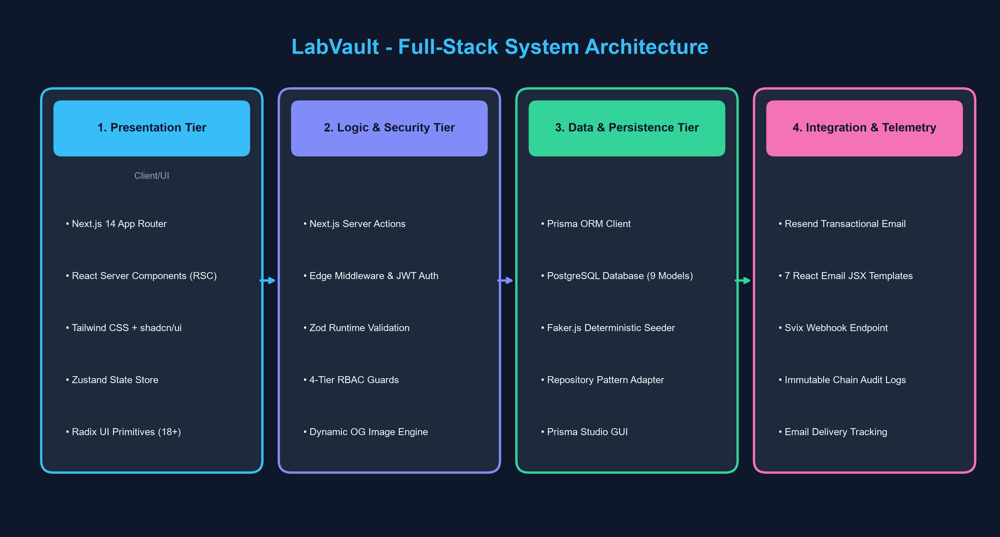 LabVault - Full-Stack System Architecture
1. Presentation Tier
Client/UI
• Next.js 14 App Router
• React Server Components (RSC)
• Tailwind CSS + shadcn/ui
• Zustand State Store
• Radix UI Primitives (18+)
2. Logic & Security Tier
• Next.js Server Actions
• Edge Middleware & JWT Auth
• Zod Runtime Validation
• 4-Tier RBAC Guards
• Dynamic OG Image Engine
3. Data & Persistence Tier
• Prisma ORM Client
• PostgreSQL Database (9 Models)
• Faker.js Deterministic Seeder
• Repository Pattern Adapter
• Prisma Studio GUI
4. Integration & Telemetry
• Resend Transactional Email
• 7 React Email JSX Templates
• Svix Webhook Endpoint
• Immutable Chain Audit Logs
• Email Delivery Tracking